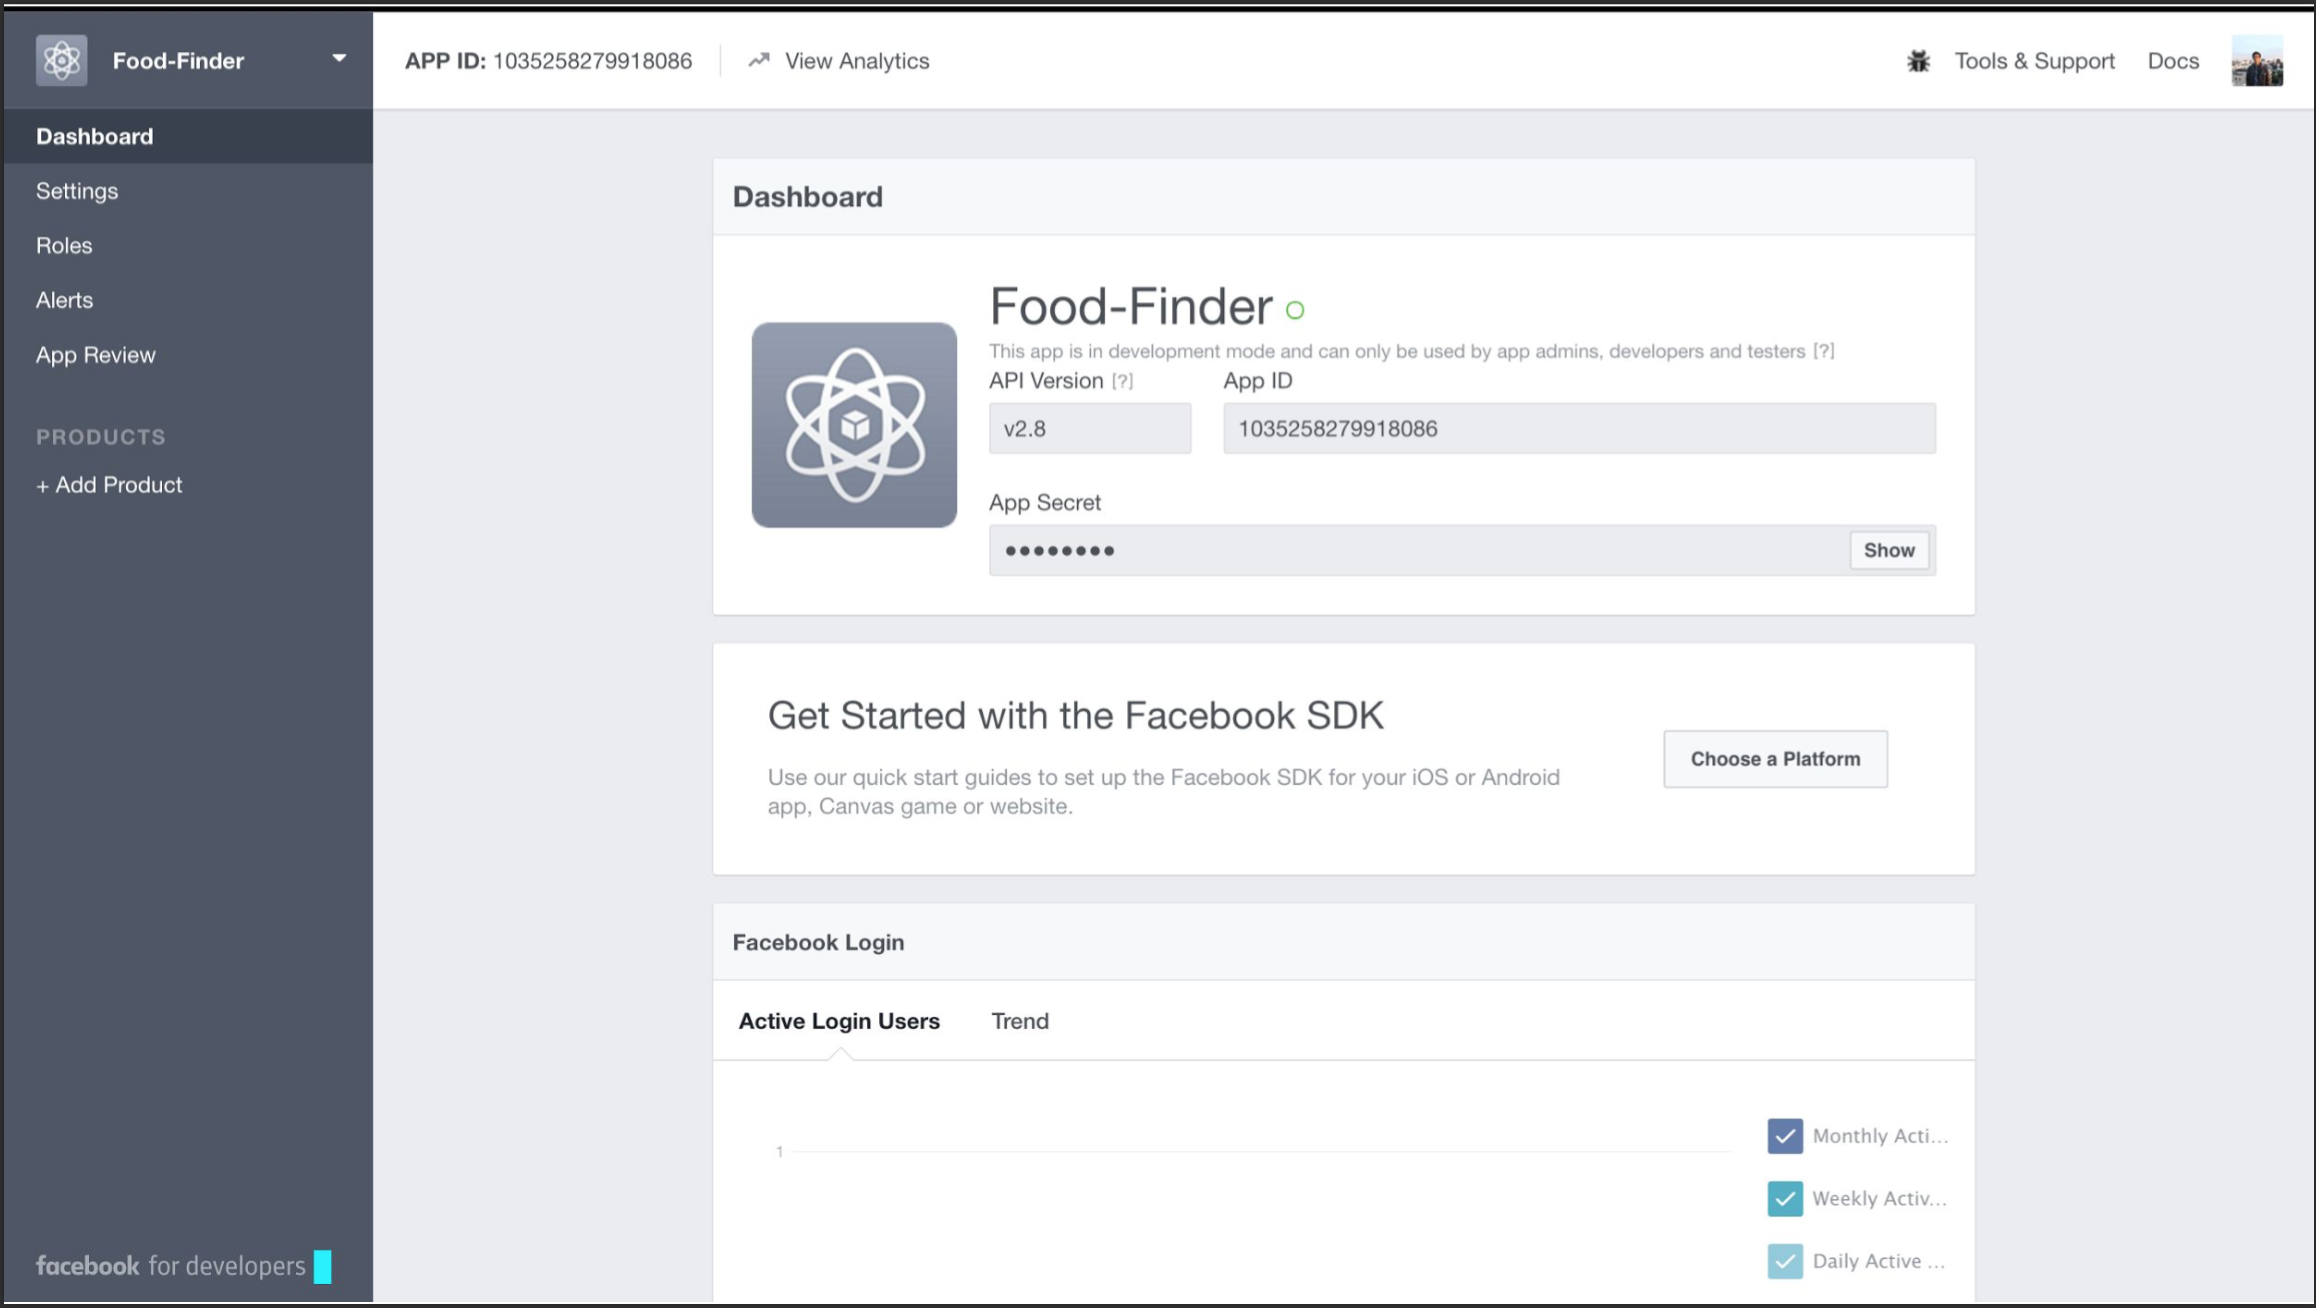 Food-Finder
APP ID: 1035258279918086
View Analytics
Tools & Support
Docs
Dashboard
Settings
Roles
Alerts
App Review
PRODUCTS
+ Add Product
facebook for developers
Dashboard
Food-Finder
This app is in development mode and can only be used by app admins, developers and testers [?]
API Version [?]
App ID
v2.8
1035258279918086
App Secret
••••••••
Show
Get Started with the Facebook SDK
Use our quick start guides to set up the Facebook SDK for your iOS or Android
app, Canvas game or website.
Choose a Platform
Facebook Login
Active Login Users
Trend
1
Monthly Acti...
Weekly Activ...
Daily Active ...